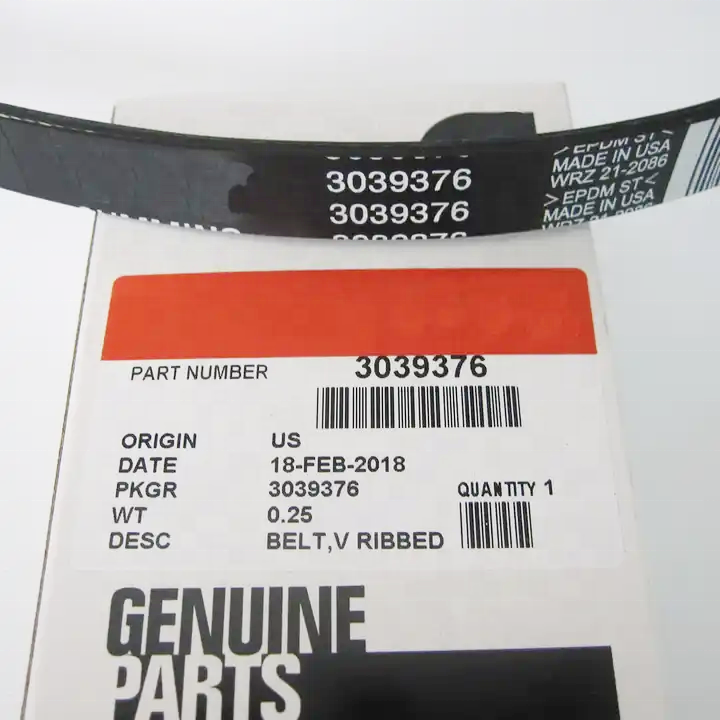 3039376
3039376
> EPDM ST <
MADE IN USA
WRZ 21-2086
> EPDM ST <
MADE IN USA
PART NUMBER 3039376
ORIGIN US
DATE 18-FEB-2018
PKGR 3039376 QUANTITY 1
WT 0.25
DESC BELT,V RIBBED
GENUINE
PARTS